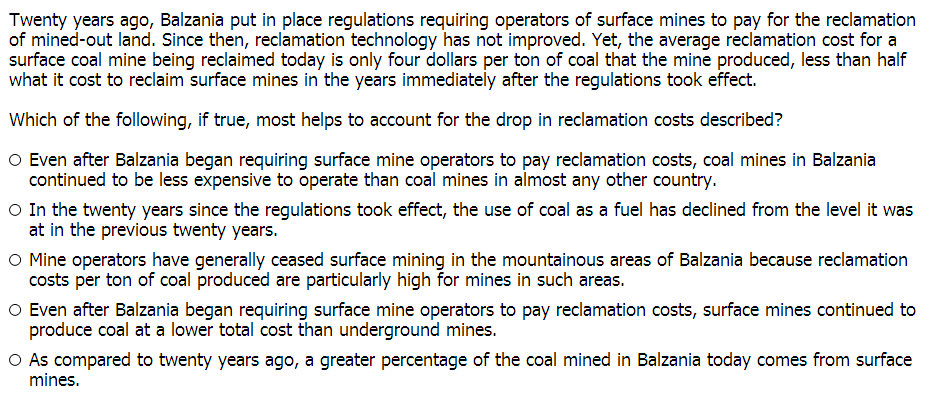 Twenty years ago, Balzania put in place regulations requiring operators of surface mines to pay for the reclamation
of mined-out land. Since then, reclamation technology has not improved. Yet, the average reclamation cost for a
surface coal mine being reclaimed today is only four dollars per ton of coal that the mine produced, less than half
what it cost to reclaim surface mines in the years immediately after the regulations took effect.
Which of the following, if true, most helps to account for the drop in reclamation costs described?
Even after Balzania began requiring surface mine operators to pay reclamation costs, coal mines in Balzania
continued to be less expensive to operate than coal mines in almost any other country.
In the twenty years since the regulations took effect, the use of coal as a fuel has declined from the level it was
at in the previous twenty years.
Mine operators have generally ceased surface mining in the mountainous areas of Balzania because reclamation
costs per ton of coal produced are particularly high for mines in such areas.
Even after Balzania began requiring surface mine operators to pay reclamation costs, surface mines continued to
produce coal at a lower total cost than underground mines.
As compared to twenty years ago, a greater percentage of the coal mined in Balzania today comes from surface
mines.